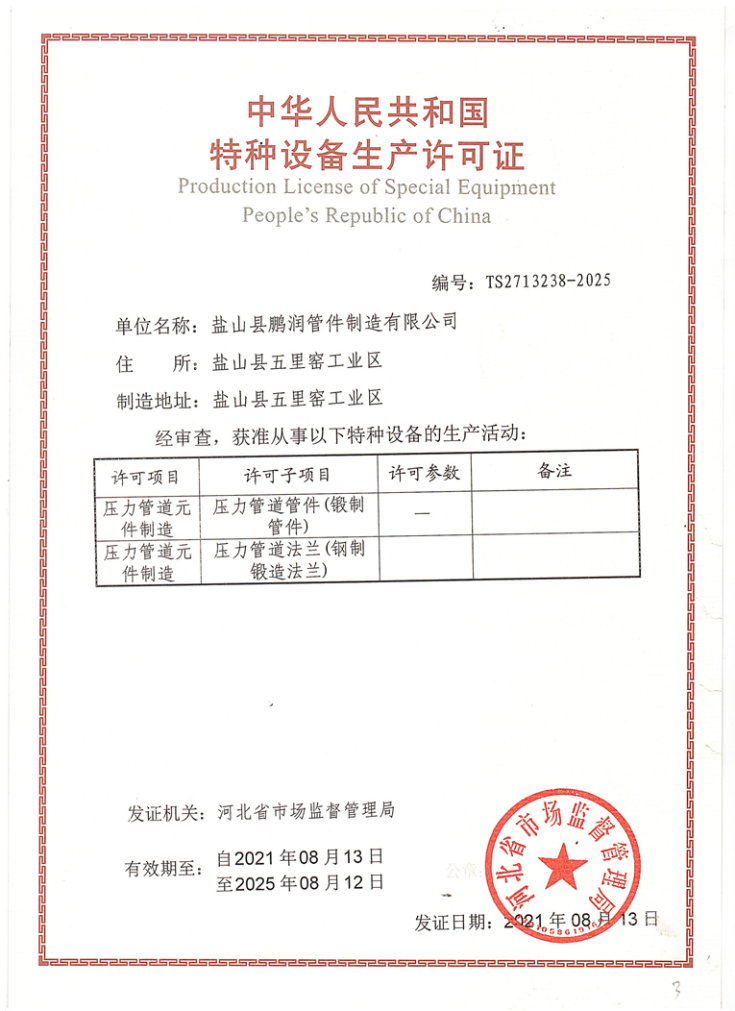 中华人民共和国
特种设备生产许可证
Production License of Special Equipment
People's Republic of China
编号：TS2713238-2025
单位名称：盐山县鹏润管件制造有限公司
住 所：盐山县五里窑工业区
制造地址：盐山县五里窑工业区
经审查，获准从事以下特种设备的生产活动：
许可项目 许可子项目 许可参数 备注
压力管道元件制造 压力管道管件(锻制管件) —
压力管道元件制造 压力管道法兰(钢制锻造法兰)
发证机关：河北省市场监督管理局
有效期至：自2021年08月13日
至2025年08月12日
公章：
河北省市场监督管理局
发证日期：2021年08月13日
3